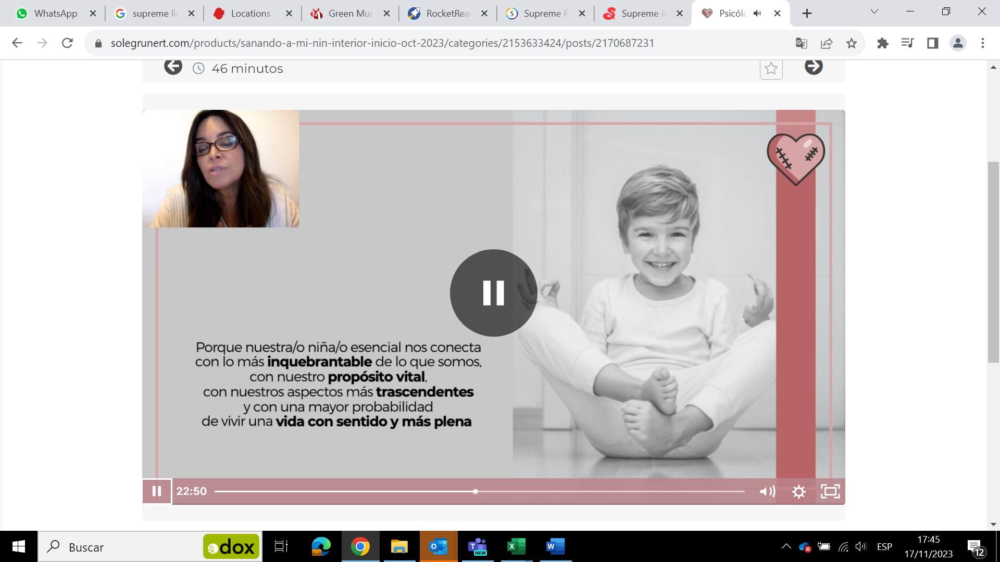 WhatsApp
supreme li
Locations -
Green Mur
RocketRea
Supreme P
Supreme is
Psicólo
solegrunert.com/products/sanando-a-mi-nin-interior-inicio-oct-2023/categories/2153633424/posts/2170687231
46 minutos
Porque nuestra/o niña/o esencial nos conecta
con lo más inquebrantable de lo que somos,
con nuestro propósito vital,
con nuestros aspectos más trascendentes
y con una mayor probabilidad
de vivir una vida con sentido y más plena
22:50
Buscar
dox
NEW
ESP
17:45
17/11/2023
12